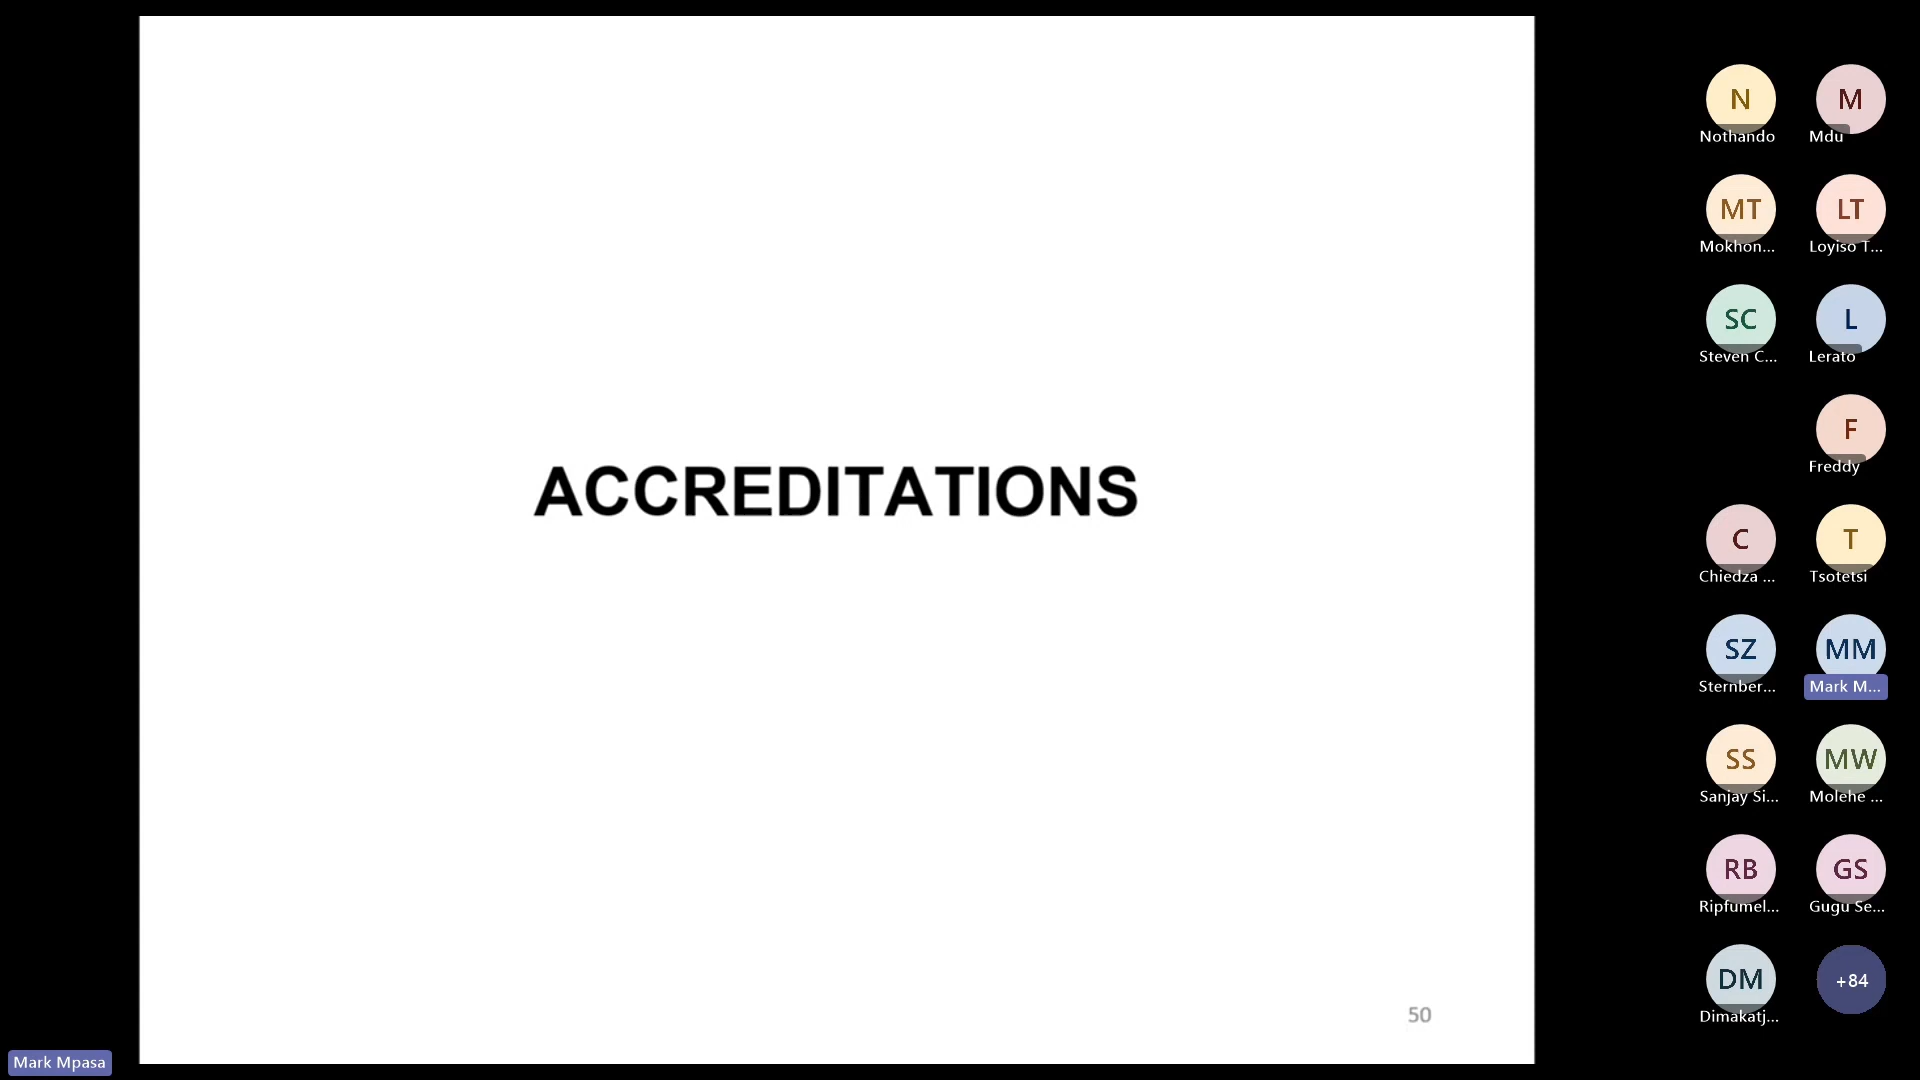 ACCREDITATIONS
50
Mark Mpasa
N
Nothando
M
Mdu
MT
Mokhon...
LT
Loyiso T...
SC
Steven C...
L
Lerato
F
Freddy
C
Chiedza ...
T
Tsotetsi
SZ
Sternber...
MM
Mark M...
SS
Sanjay Si...
MW
Molehe ...
RB
Ripfumel...
GS
Gugu Se...
DM
Dimakatj...
+84